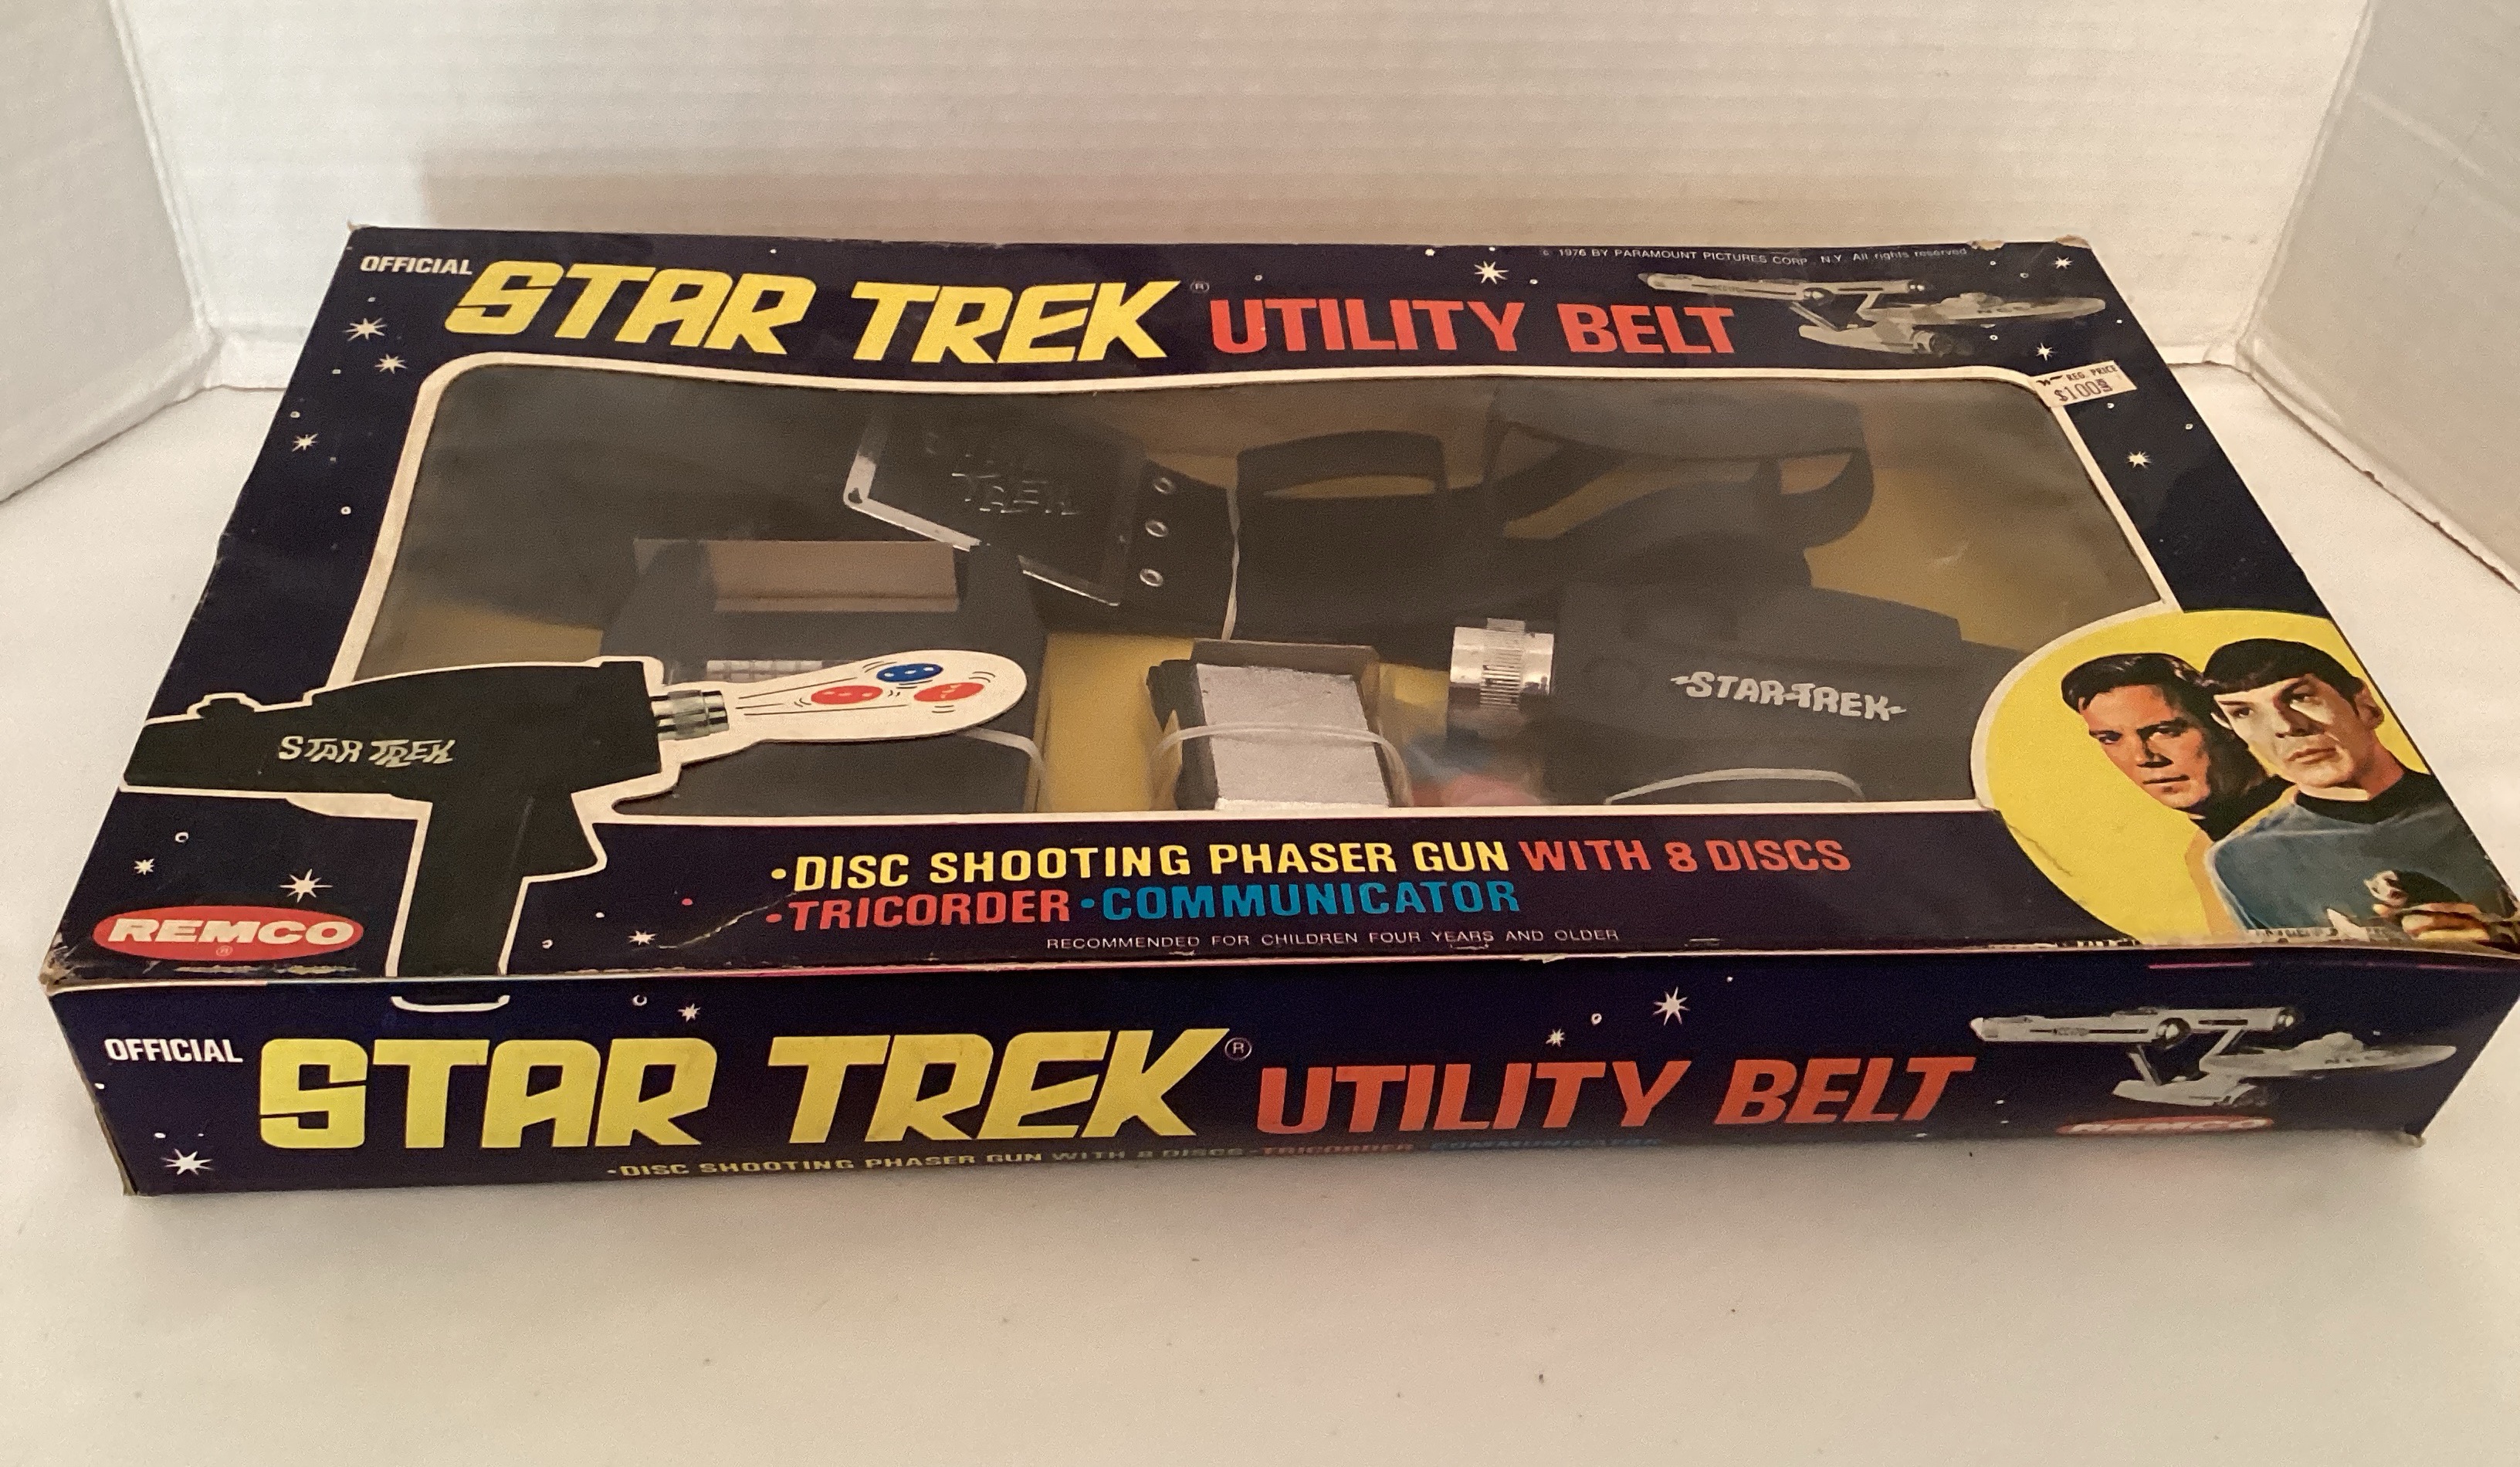 © 1976 BY PARAMOUNT PICTURES CORP., N.Y. All rights reserved
OFFICIAL STAR TREK® UTILITY BELT
REG. PRICE
STAR TREK
STAR TREK
STAR TREK
•DISC SHOOTING PHASER GUN WITH 8 DISCS
•TRICORDER •COMMUNICATOR
RECOMMENDED FOR CHILDREN FOUR YEARS AND OLDER
REMCO
®
OFFICIAL STAR TREK® UTILITY BELT
REMCO
•DISC SHOOTING PHASER GUN WITH 8 DISCS •TRICORDER •COMMUNICATOR